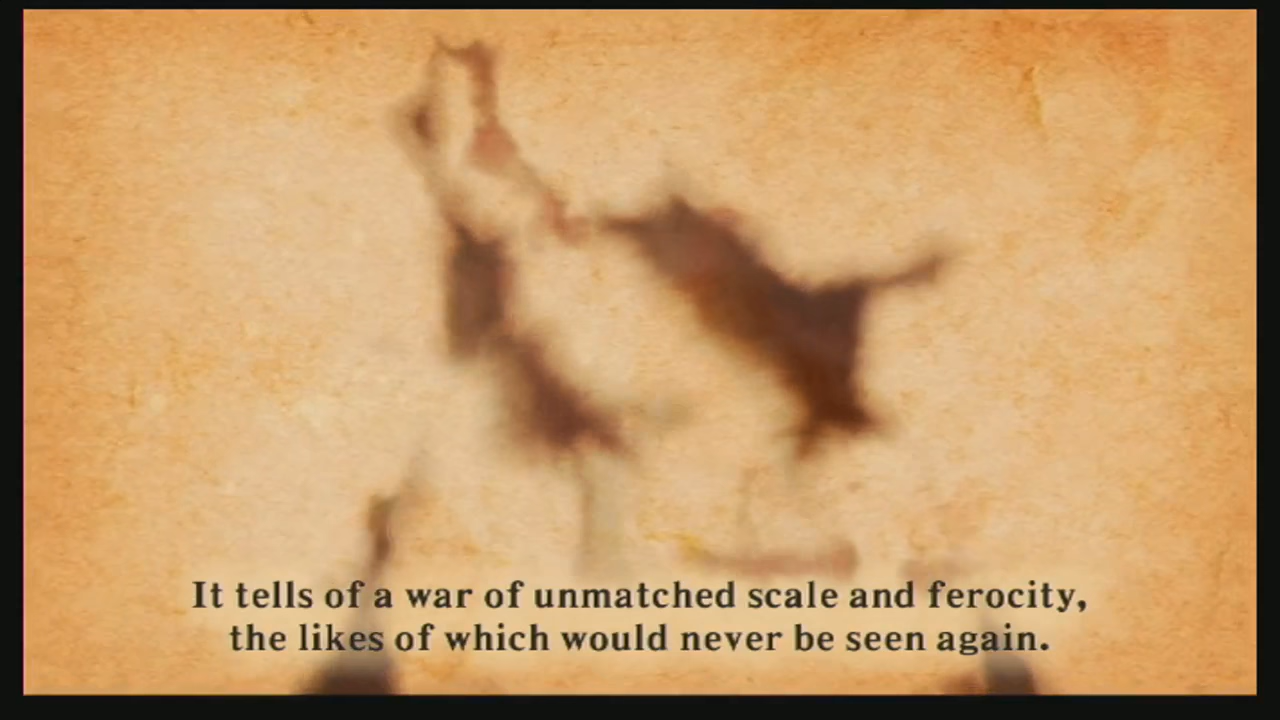 It tells of a war of unmatched scale and ferocity,
the likes of which would never be seen again.